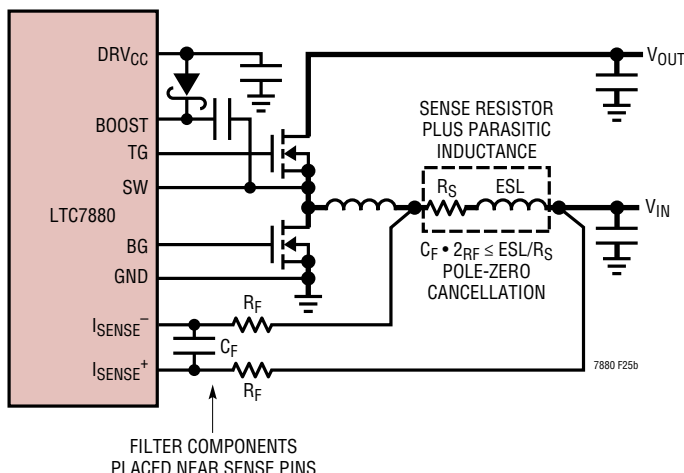 DRVCC
VOUT
SENSE RESISTOR
PLUS PARASITIC
INDUCTANCE
BOOST
TG
RS ESL
SW
VIN
LTC7880
BG
CF • 2RF ≤ ESL/RS
POLE-ZERO
CANCELLATION
GND
RF
ISENSE–
CF
ISENSE+
7880 F25b
RF
FILTER COMPONENTS
PLACED NEAR SENSE PINS